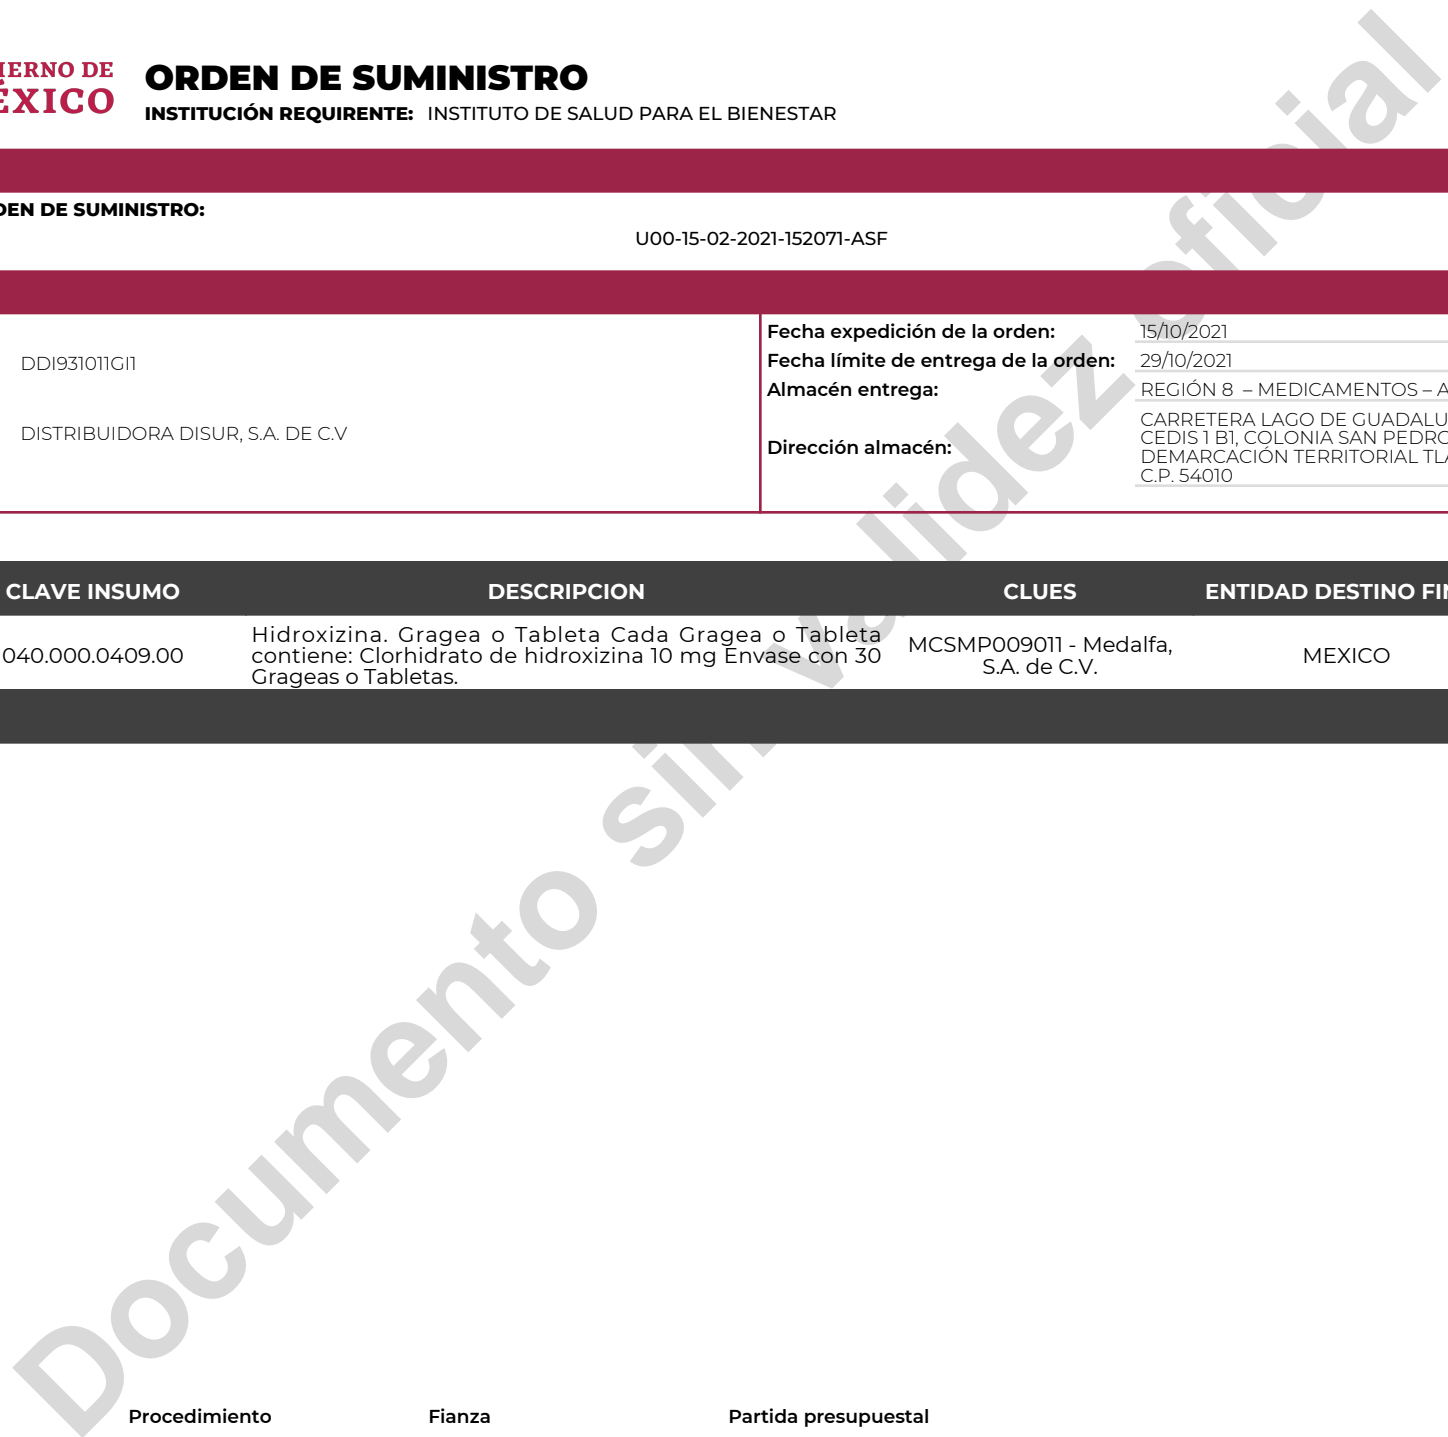 IERNO DE
ÉXICO
ORDEN DE SUMINISTRO
INSTITUCIÓN REQUIRENTE: INSTITUTO DE SALUD PARA EL BIENESTAR
DEN DE SUMINISTRO:
U00-15-02-2021-152071-ASF
DDI931011GI1
DISTRIBUIDORA DISUR, S.A. DE C.V
Fecha expedición de la orden: 15/10/2021
Fecha límite de entrega de la orden: 29/10/2021
Almacén entrega: REGIÓN 8 – MEDICAMENTOS – A
Dirección almacén:
CARRETERA LAGO DE GUADALU
CEDIS 1 B1, COLONIA SAN PEDRO
DEMARCACIÓN TERRITORIAL TLA
C.P. 54010
CLAVE INSUMO DESCRIPCION CLUES ENTIDAD DESTINO FIN
040.000.0409.00
Hidroxizina. Gragea o Tableta Cada Gragea o Tableta
contiene: Clorhidrato de hidroxizina 10 mg Envase con 30
Grageas o Tabletas.
MCSMP009011 - Medalfa,
S.A. de C.V.
MEXICO
Documento sin validez oficial
Procedimiento Fianza Partida presupuestal